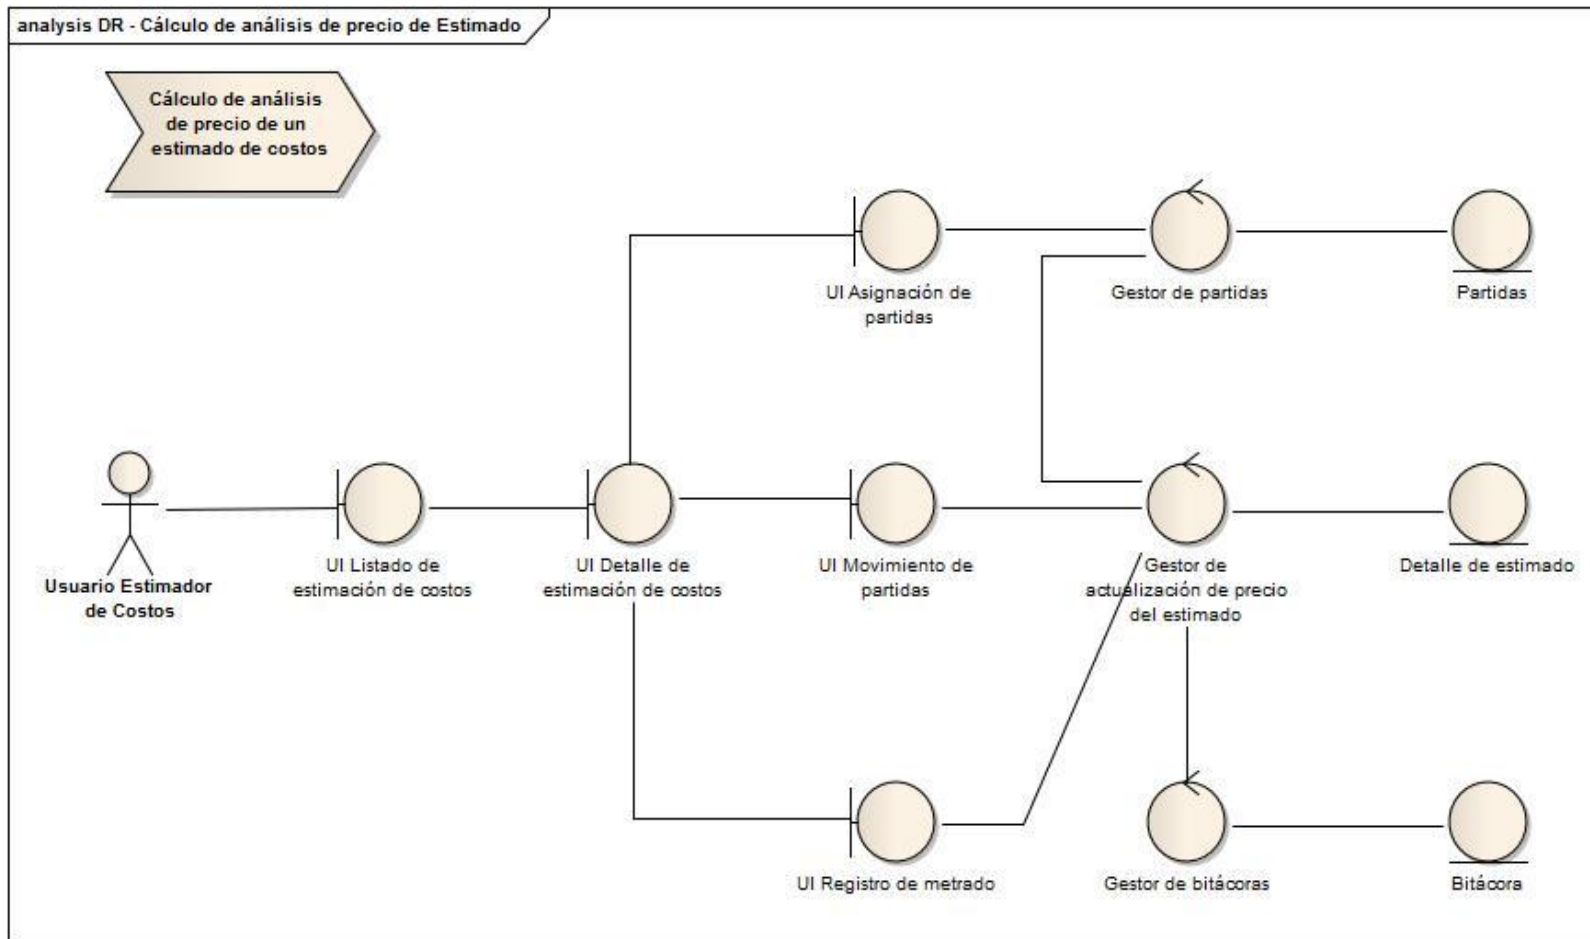 analysis DR - Cálculo de análisis de precio de Estimado
Cálculo de análisis
de precio de un
estimado de costos
UI Asignación de
partidas
Gestor de partidas
Partidas
Usuario Estimador
de Costos
UI Listado de
estimación de costos
UI Detalle de
estimación de costos
UI Movimiento de
partidas
Gestor de
actualización de precio
del estimado
Detalle de estimado
UI Registro de metrado
Gestor de bitácoras
Bitácora